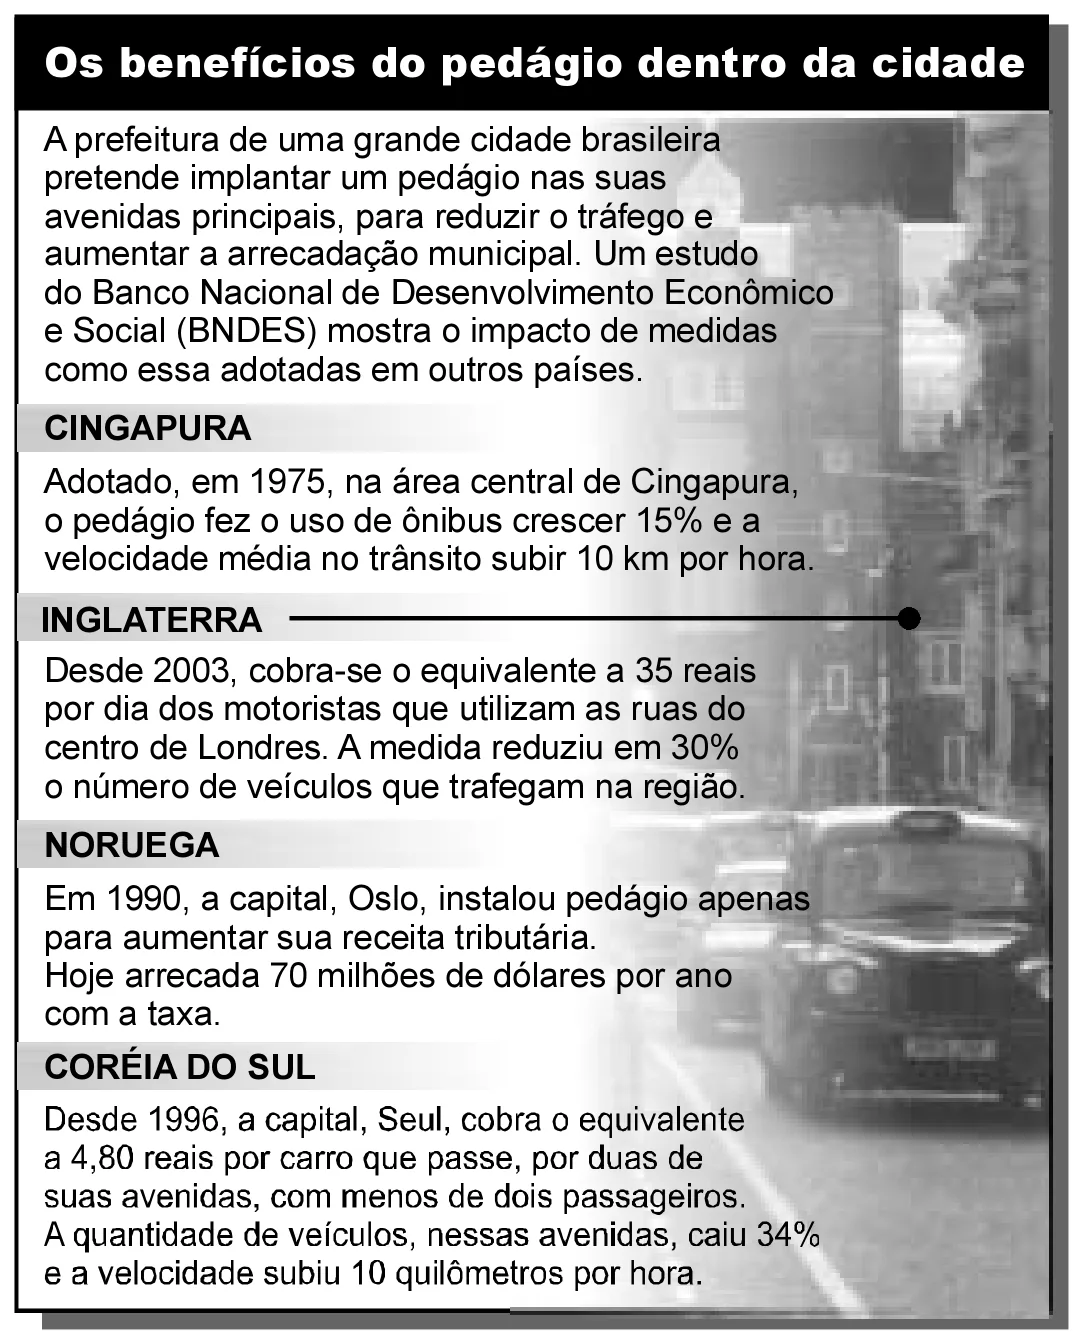 Os benefícios do pedágio dentro da cidade
A prefeitura de uma grande cidade brasileira
pretende implantar um pedágio nas suas
avenidas principais, para reduzir o tráfego e
aumentar a arrecadação municipal. Um estudo
do Banco Nacional de Desenvolvimento Econômico
e Social (BNDES) mostra o impacto de medidas
como essa adotadas em outros países.
CINGAPURA
Adotado, em 1975, na área central de Cingapura,
o pedágio fez o uso de ônibus crescer 15% e a
velocidade média no trânsito subir 10 km por hora.
INGLATERRA
Desde 2003, cobra-se o equivalente a 35 reais
por dia dos motoristas que utilizam as ruas do
centro de Londres. A medida reduziu em 30%
o número de veículos que trafegam na região.
NORUEGA
Em 1990, a capital, Oslo, instalou pedágio apenas
para aumentar sua receita tributária.
Hoje arrecada 70 milhões de dólares por ano
com a taxa.
CORÉIA DO SUL
Desde 1996, a capital, Seul, cobra o equivalente
a 4,80 reais por carro que passe, por duas de
suas avenidas, com menos de dois passageiros.
A quantidade de veículos, nessas avenidas, caiu 34%
e a velocidade subiu 10 quilômetros por hora.